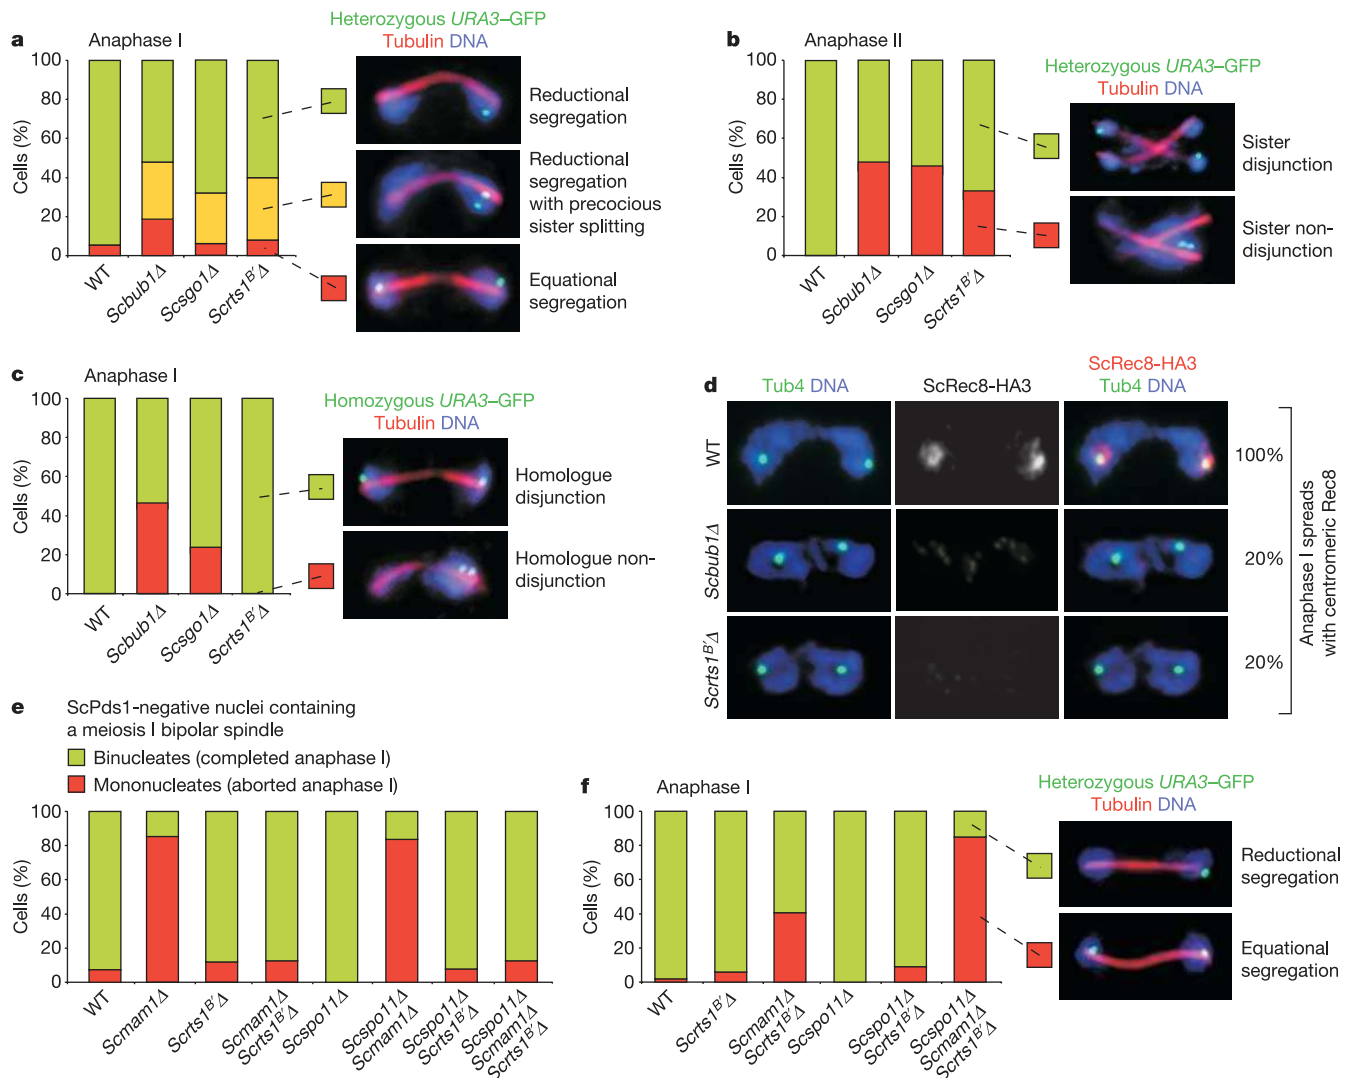 a
Anaphase I
Heterozygous URA3–GFP
Tubulin DNA
Cells (%)
100
80
60
40
20
0
WT
Scbub1Δ
Scsgo1Δ
Scrts1B'Δ
Reductional
segregation
Reductional
segregation
with precocious
sister splitting
Equational
segregation
b
Anaphase II
Heterozygous URA3–GFP
Tubulin DNA
Cells (%)
100
80
60
40
20
0
WT
Scbub1Δ
Scsgo1Δ
Scrts1B'Δ
Sister
disjunction
Sister non-
disjunction
c
Anaphase I
Homozygous URA3–GFP
Tubulin DNA
Cells (%)
100
80
60
40
20
0
WT
Scbub1Δ
Scsgo1Δ
Scrts1B'Δ
Homologue
disjunction
Homologue non-
disjunction
d
Tub4 DNA
ScRec8-HA3
ScRec8-HA3
Tub4 DNA
WT
Scbub1Δ
Scrts1B'Δ
100%
20%
20%
Anaphase I spreads
with centromeric Rec8
e
ScPds1-negative nuclei containing
a meiosis I bipolar spindle
Binucleates (completed anaphase I)
Mononucleates (aborted anaphase I)
Cells (%)
100
80
60
40
20
0
WT
Scmam1Δ
Scrts1B'Δ
Scmam1Δ
Scrts1B'Δ
Scspo11Δ
Scspo11Δ
Scmam1Δ
Scspo11Δ
Scrts1B'Δ
Scspo11Δ
Scmam1Δ
Scrts1B'Δ
f
Anaphase I
Heterozygous URA3–GFP
Tubulin DNA
Cells (%)
100
80
60
40
20
0
WT
Scrts1B'Δ
Scmam1Δ
Scrts1B'Δ
Scspo11Δ
Scspo11Δ
Scrts1B'Δ
Scspo11Δ
Scmam1Δ
Scrts1B'Δ
Reductional
segregation
Equational
segregation